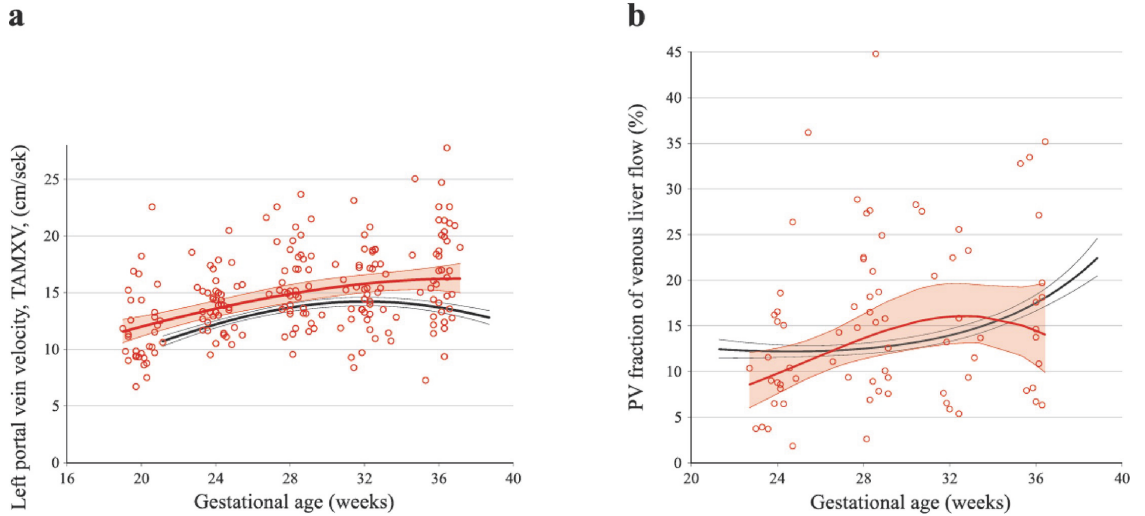 a
Left portal vein velocity, TAMXV, (cm/sek)
25
20
15
10
5
0
16 20 24 28 32 36 40
Gestational age (weeks)
b
PV fraction of venous liver flow (%)
45
40
35
30
25
20
15
10
5
0
20 24 28 32 36 40
Gestational age (weeks)